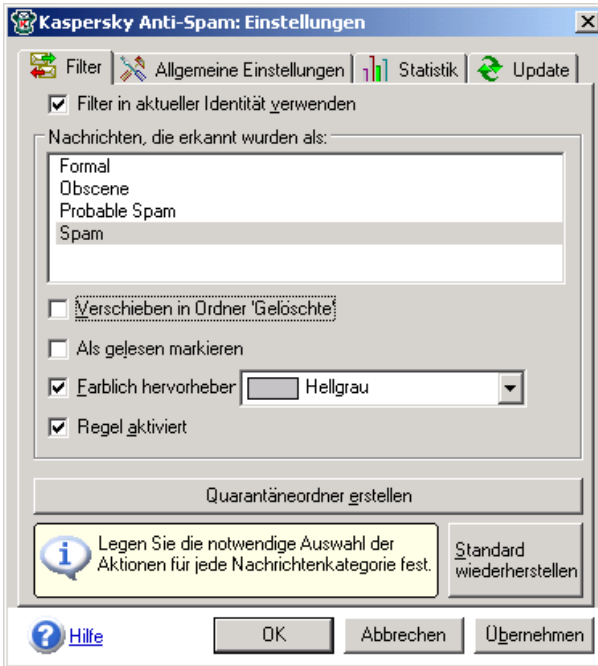 Kaspersky Anti-Spam: Einstellungen
Filter
Allgemeine Einstellungen
Statistik
Update
Filter in aktueller Identität verwenden
Nachrichten, die erkannt wurden als:
Formal
Obscene
Probable Spam
Spam
Verschieben in Ordner 'Gelöschte'
Als gelesen markieren
Farblich hervorheben
Hellgrau
Regel aktiviert
Quarantäneordner erstellen
Legen Sie die notwendige Auswahl der
Aktionen für jede Nachrichtenkategorie fest.
Standard
wiederherstellen
Hilfe
OK
Abbrechen
Übernehmen